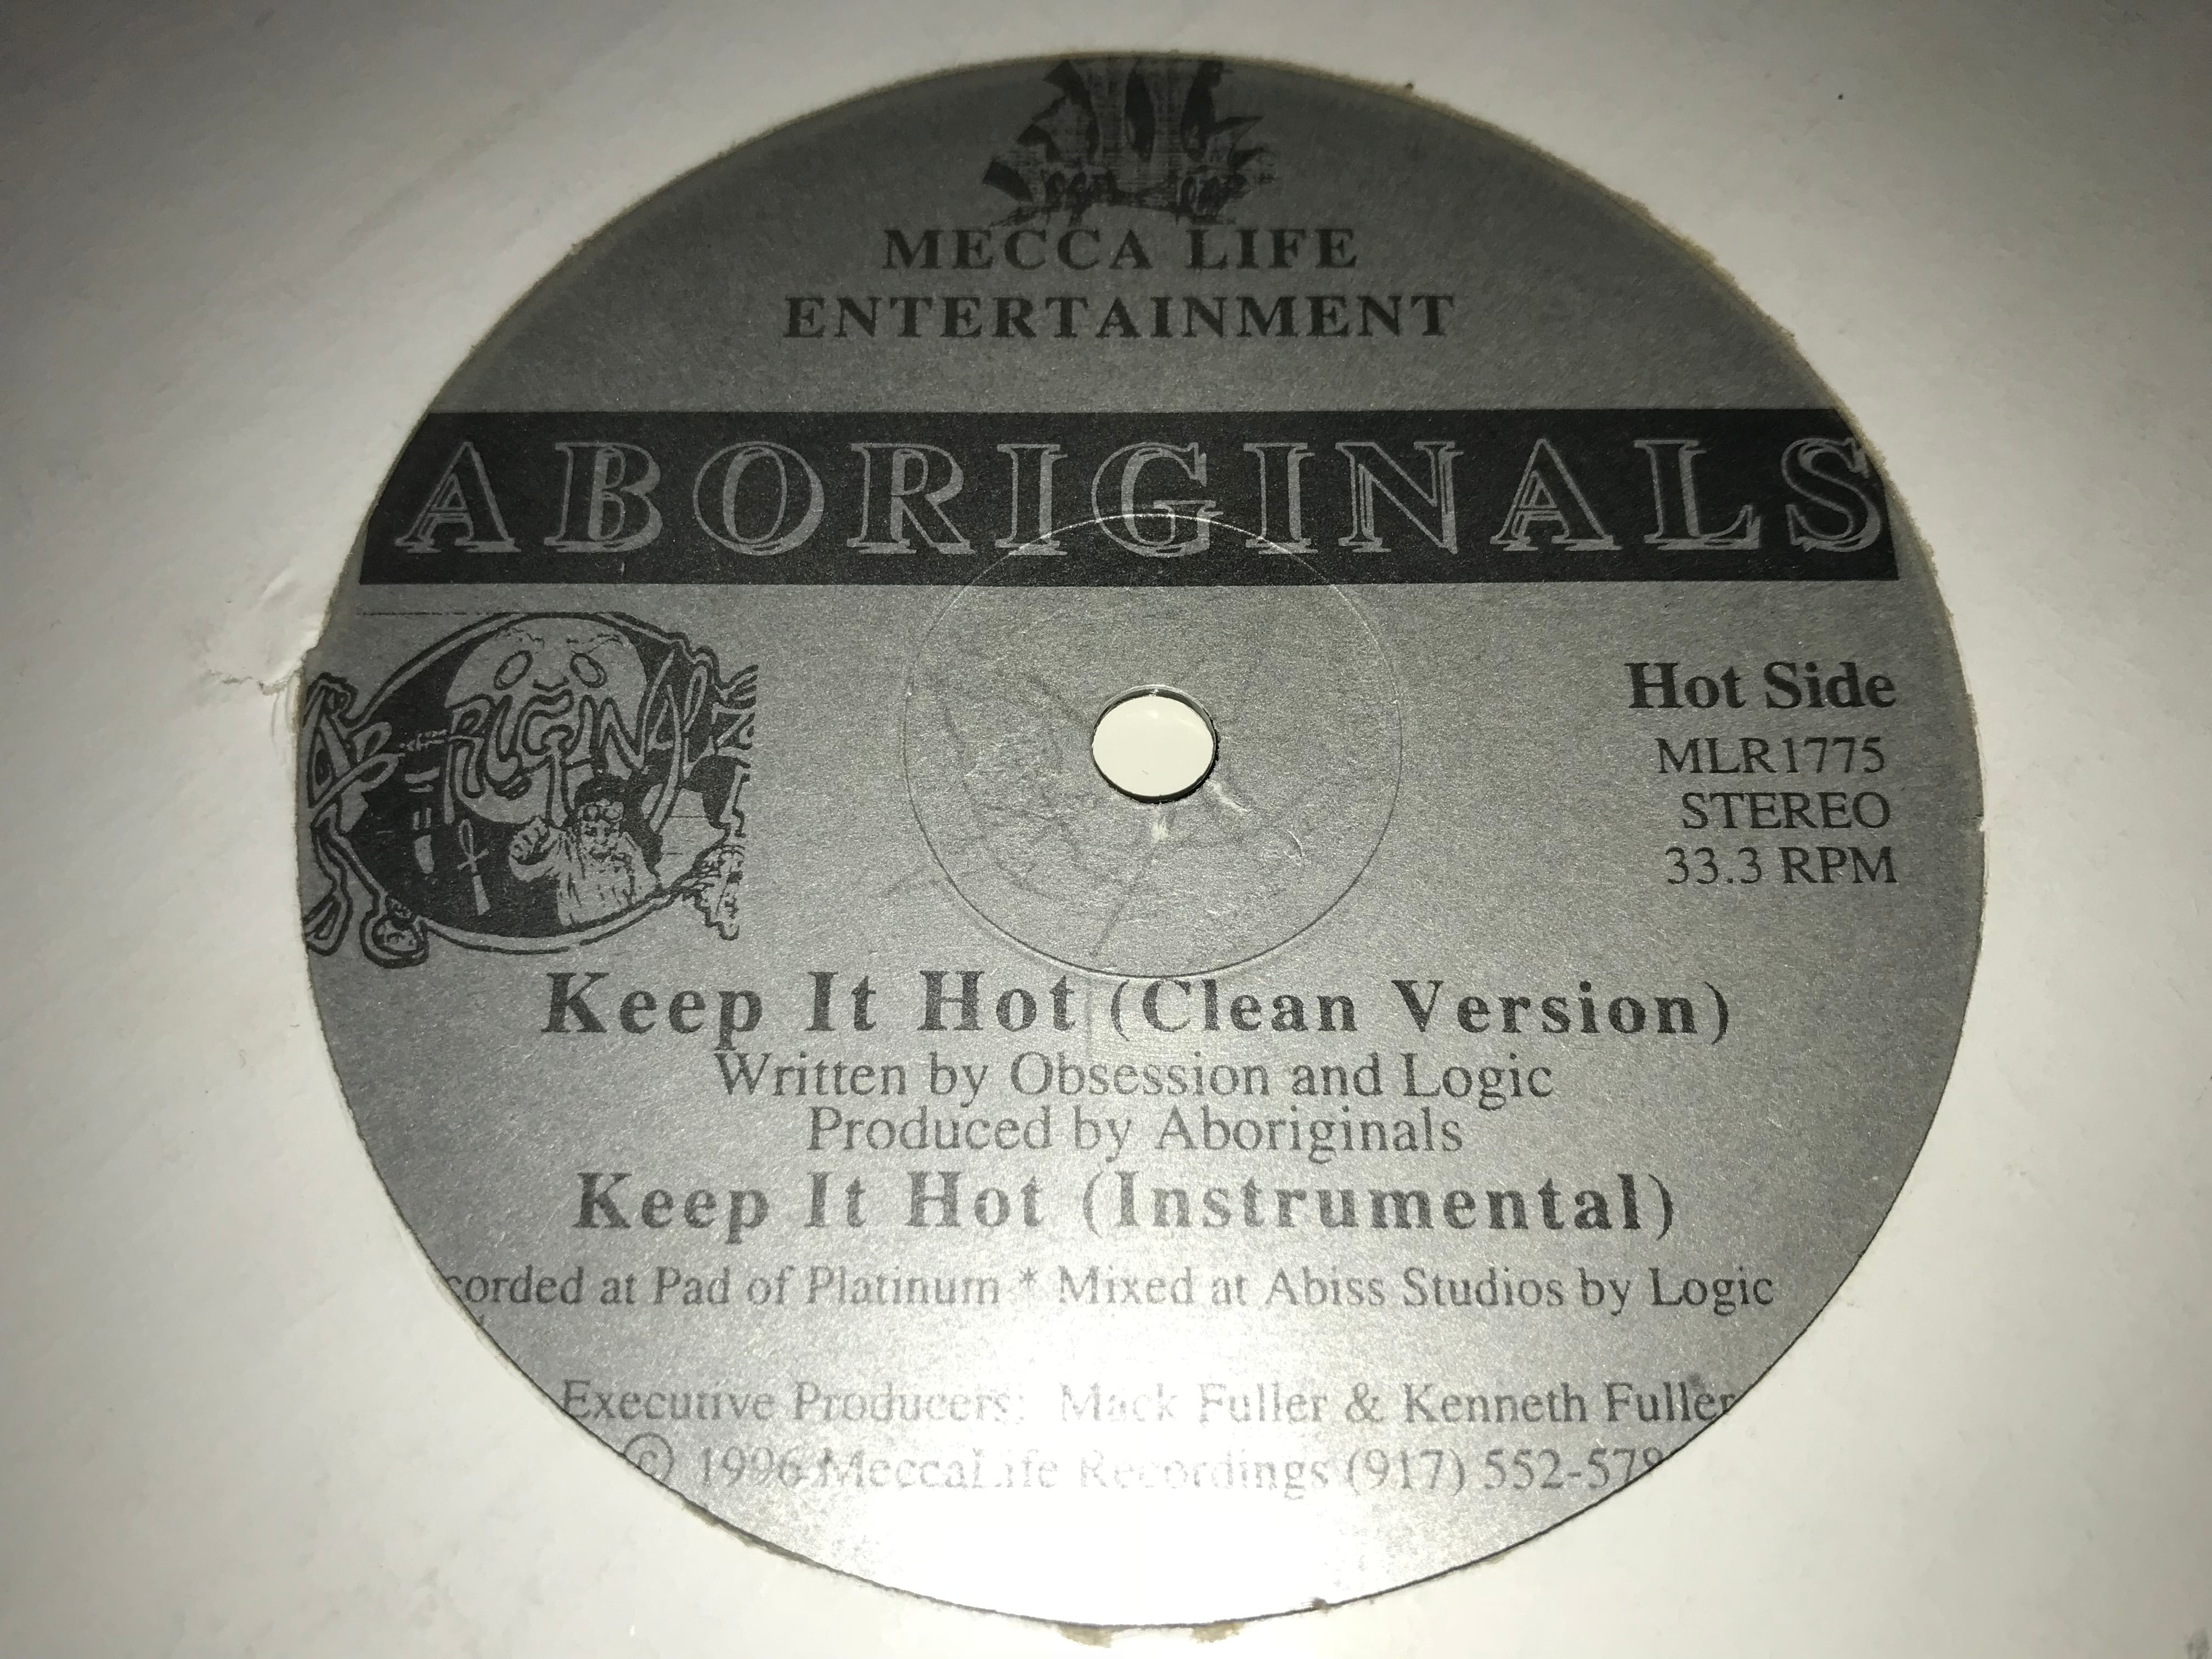 MECCA LIFE
ENTERTAINMENT
ABORIGINALS
ABORIGINALS
Hot Side
MLR1775
STEREO
33.3 RPM
Keep It Hot (Clean Version)
Written by Obsession and Logic
Produced by Aboriginals
Keep It Hot (Instrumental)
corded at Pad of Platinum * Mixed at Abiss Studios by Logic
Executive Producers: Mack Fuller & Kenneth Fuller
© 1996 MeccaLife Recordings (917) 552-579